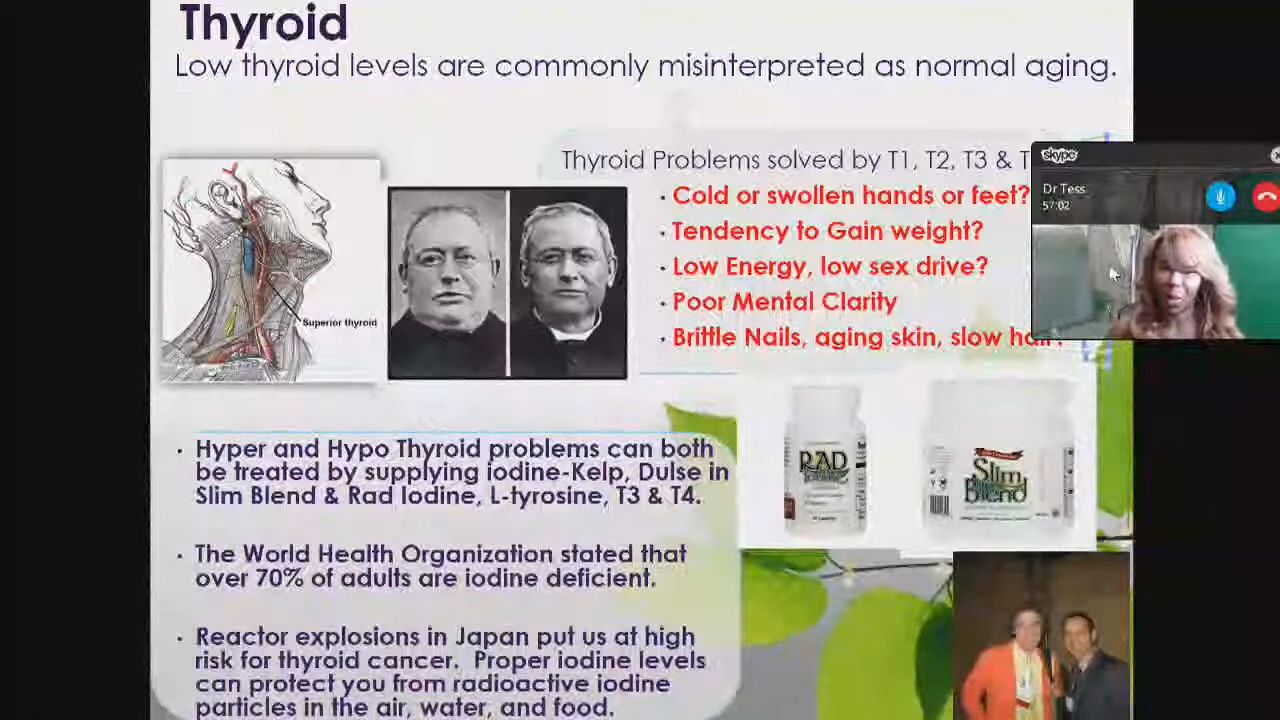 Thyroid
Low thyroid levels are commonly misinterpreted as normal aging.
Thyroid Problems solved by T1, T2, T3 & T
· Cold or swollen hands or feet?
· Tendency to Gain weight?
· Low Energy, low sex drive?
· Poor Mental Clarity
· Brittle Nails, aging skin, slow
skype
Dr Tess
57:02
Superior thyroid
· Hyper and Hypo Thyroid problems can both
be treated by supplying iodine-Kelp, Dulse in
Slim Blend & Rad Iodine, L-tyrosine, T3 & T4.
RAD
Slim
Blend
· The World Health Organization stated that
over 70% of adults are iodine deficient.
· Reactor explosions in Japan put us at high
risk for thyroid cancer. Proper iodine levels
can protect you from radioactive iodine
particles in the air, water, and food.